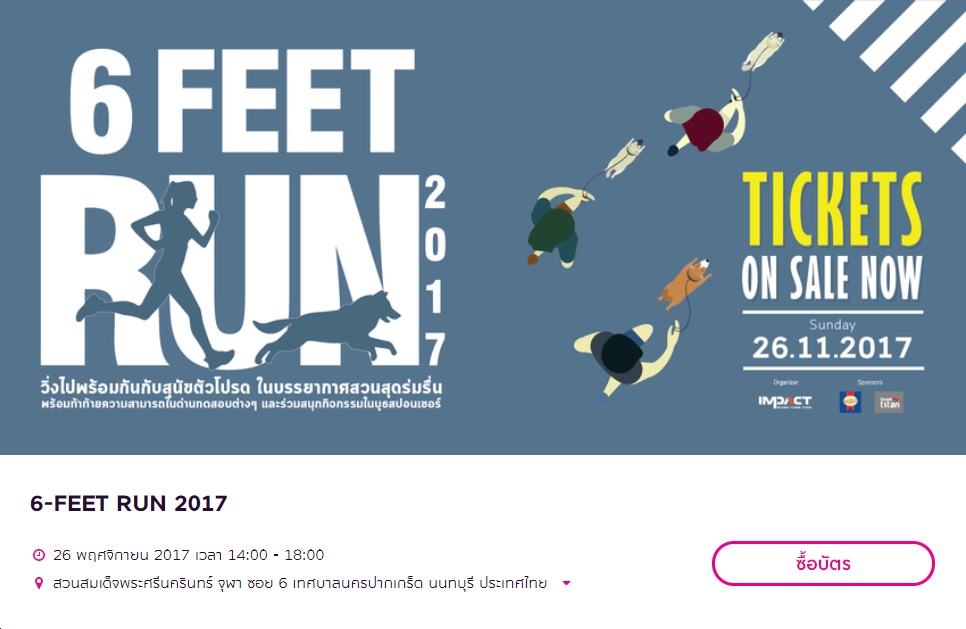 6 FEET
RUN
2017
วิ่งไปพร้อมกันกับสุนัขตัวโปรด ในบรรยากาศสวนสุดร่มรื่น
พร้อมท้าทายความสามารถในด่านทดสอบต่างๆ และร่วมสนุกกิจกรรมในบูธสปอนเซอร์
TICKETS
ON SALE NOW
Sunday
26.11.2017
Organizer
Sponsors
IMPACT
titan
6-FEET RUN 2017
26 พฤศจิกายน 2017 เวลา 14:00 - 18:00
สวนสมเด็จพระศรีนครินทร์ จุฬา ซอย 6 เทศบาลนครปากเกร็ด นนทบุรี ประเทศไทย
ซื้อบัตร